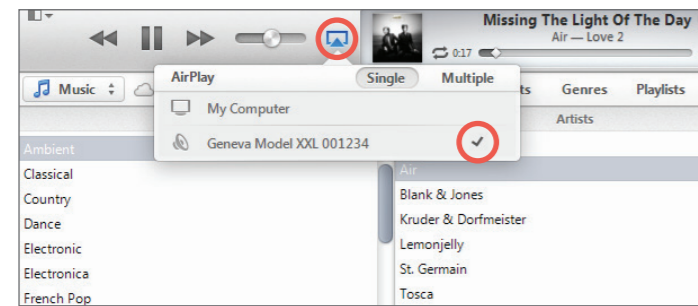 Missing The Light Of The Day
Air — Love 2
0:17
AirPlay
Single Multiple
Music
Genres Playlists
My Computer
Geneva Model XXL 001234
Artists
Ambient
Classical
Country
Dance
Electronic
Electronica
French Pop
Air
Blank & Jones
Kruder & Dorfmeister
Lemonjelly
St. Germain
Tosca